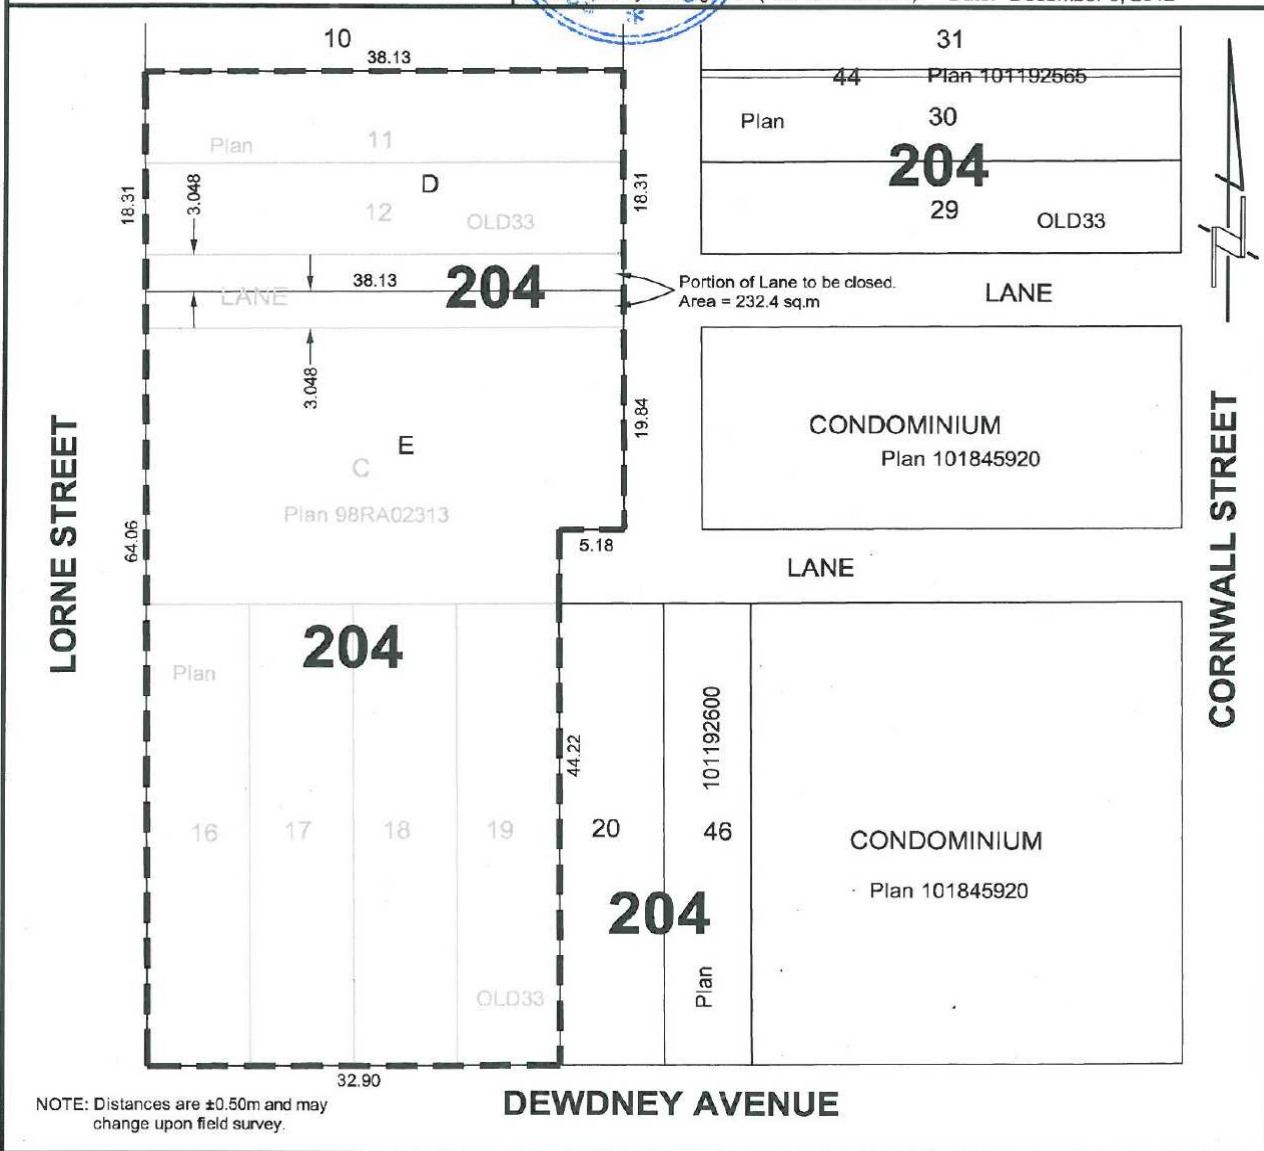 10
38.13
31
44 Plan 101192565
Plan 30
204
29 OLD33
Plan 11
D
12 OLD33
18.31
3.048
18.31
LANE 38.13 204
Portion of Lane to be closed.
Area = 232.4 sq.m
LANE
3.048
19.84
E
C
Plan 98RA02313
CONDOMINIUM
Plan 101845920
LORNE STREET
64.06
5.18
LANE
CORNWALL STREET
204
Plan
44.22
16 17 18 19
OLD33
20
46
Plan 101192600
204
CONDOMINIUM
Plan 101845920
32.90
NOTE: Distances are ±0.50m and may
change upon field survey.
DEWDNEY AVENUE